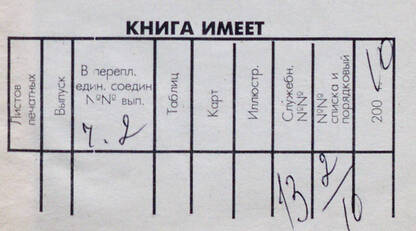 КНИГА ИМЕЕТ
Листов
печатных
Выпуск
В перепл.
един. соедин
№№ вып.
ч. 2
Таблиц
Карт
Иллюстр.
Служебн.
№№
№№
списка и
порядковый
200
13
2/10